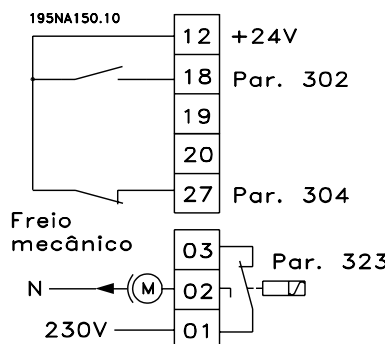 195NA150.10
12 +24V
18 Par. 302
19
20
27 Par. 304
Freio
mecânico
03
Par. 323
N M 02
230V 01